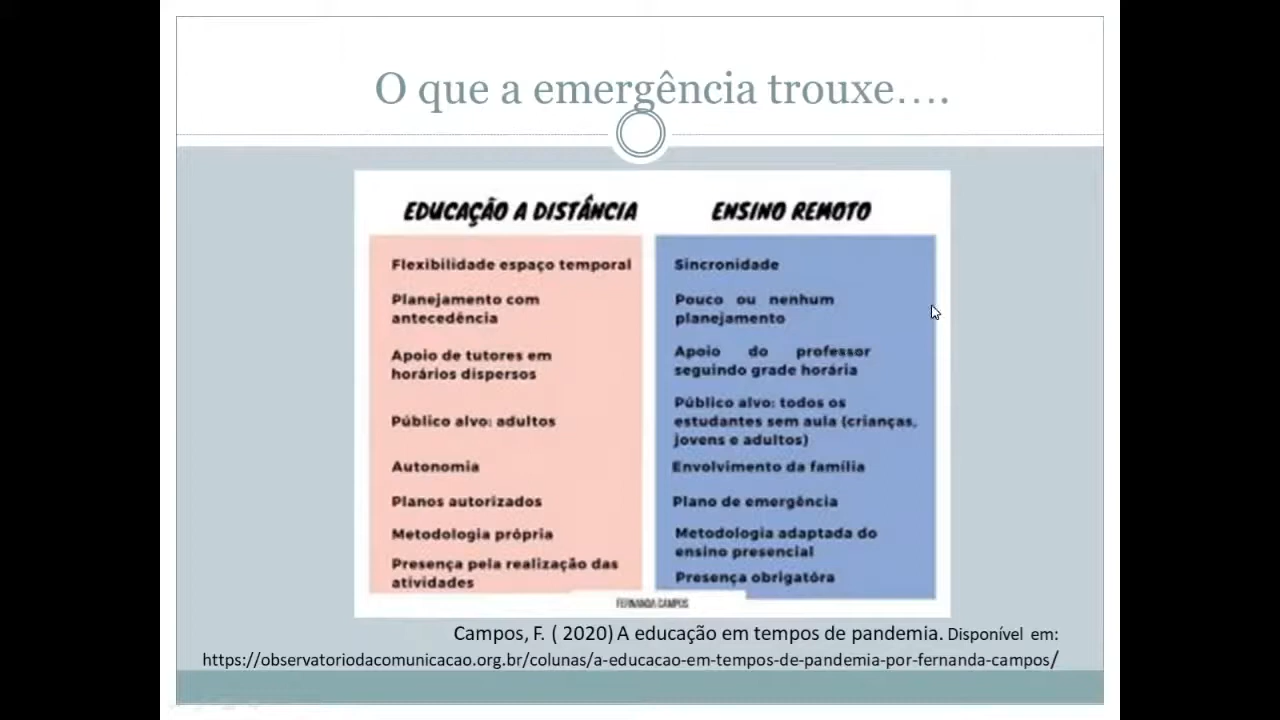 O que a emergência trouxe....
EDUCAÇÃO A DISTÂNCIA
Flexibilidade espaço temporal
Planejamento com
antecedência
Apoio de tutores em
horários dispersos
Público alvo: adultos
Autonomia
Planos autorizados
Metodologia própria
Presença pela realização das
atividades
ENSINO REMOTO
Sincronidade
Pouco ou nenhum
planejamento
Apoio do professor
seguindo grade horária
Público alvo: todos os
estudantes sem aula (crianças,
jovens e adultos)
Envolvimento da família
Plano de emergência
Metodologia adaptada do
ensino presencial
Presença obrigatóra
FERNANDA CAMPOS
Campos, F. ( 2020) A educação em tempos de pandemia. Disponível em:
https://observatoriodacomunicacao.org.br/colunas/a-educacao-em-tempos-de-pandemia-por-fernanda-campos/